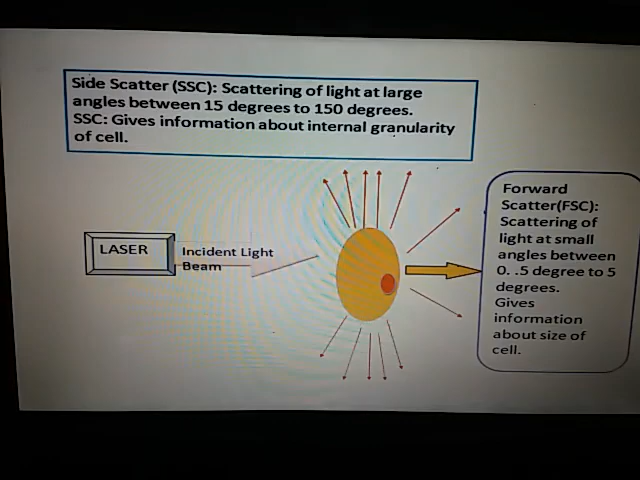 Side Scatter (SSC): Scattering of light at large
angles between 15 degrees to 150 degrees.
SSC: Gives information about internal granularity
of cell.
LASER
Incident Light
Beam
Forward
Scatter(FSC):
Scattering of
light at small
angles between
0. .5 degree to 5
degrees.
Gives
information
about size of
cell.